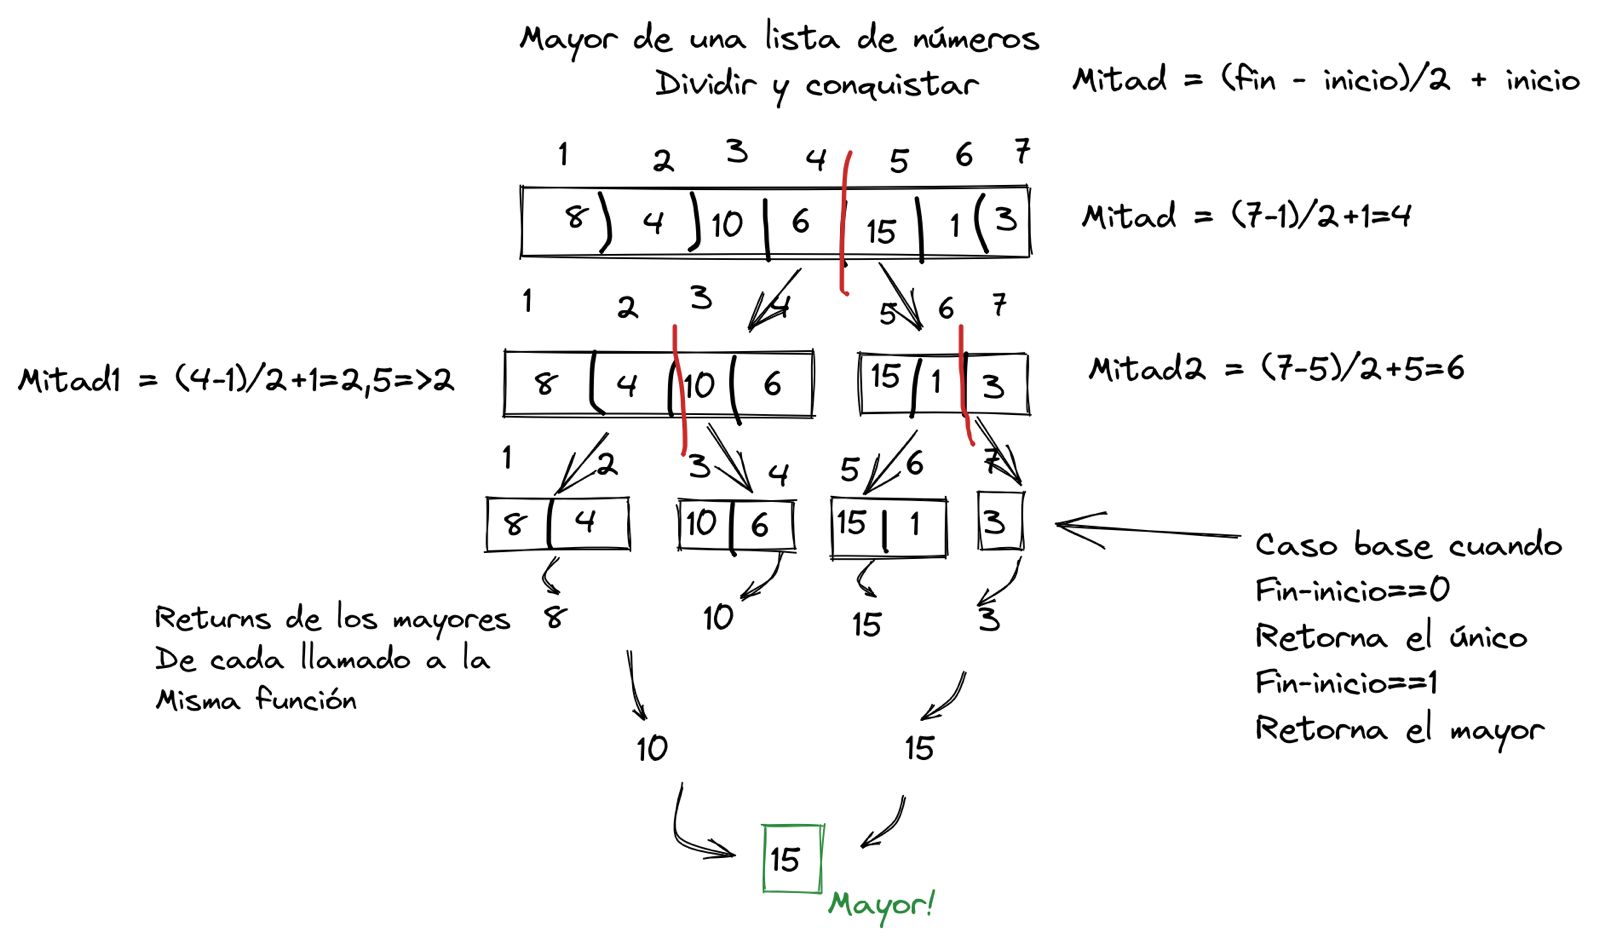 Mayor de una lista de números
Dividir y conquistar
Mitad = (fin - inicio)/2 + inicio
1 2 3 4 5 6 7
8 4 10 6 15 1 3
Mitad = (7-1)/2+1=4
1 2 3 4 5 6 7
Mitad1 = (4-1)/2+1=2,5=>2
8 4 10 6 15 1 3
Mitad2 = (7-5)/2+5=6
1 2 3 4 5 6 7
8 4 10 6 15 1 3
Caso base cuando
Fin-inicio==0
Retorna el único
Fin-inicio==1
Retorna el mayor
Returns de los mayores
De cada llamado a la
Misma función
8 10 15 3
10 15
15
Mayor!